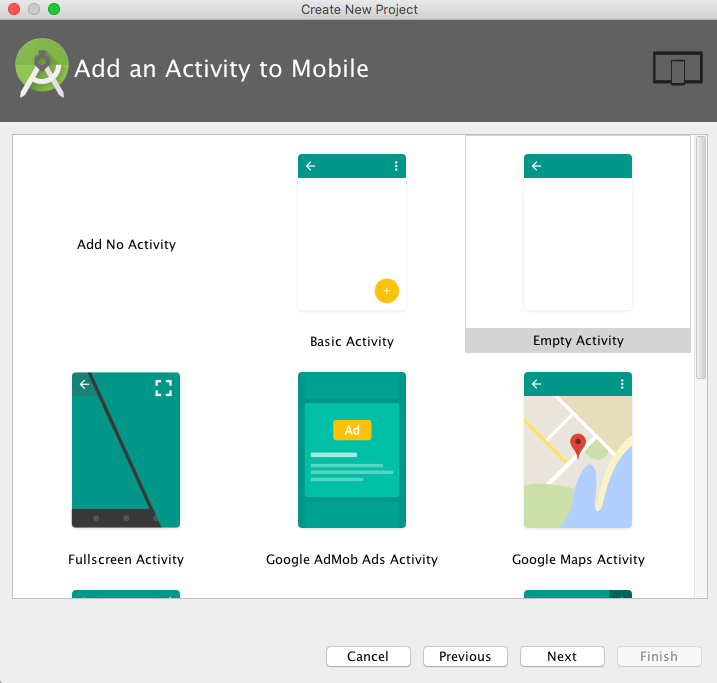 Create New Project
Add an Activity to Mobile
Add No Activity
Basic Activity
Empty Activity
Ad
Fullscreen Activity
Google AdMob Ads Activity
Google Maps Activity
Cancel
Previous
Next
Finish